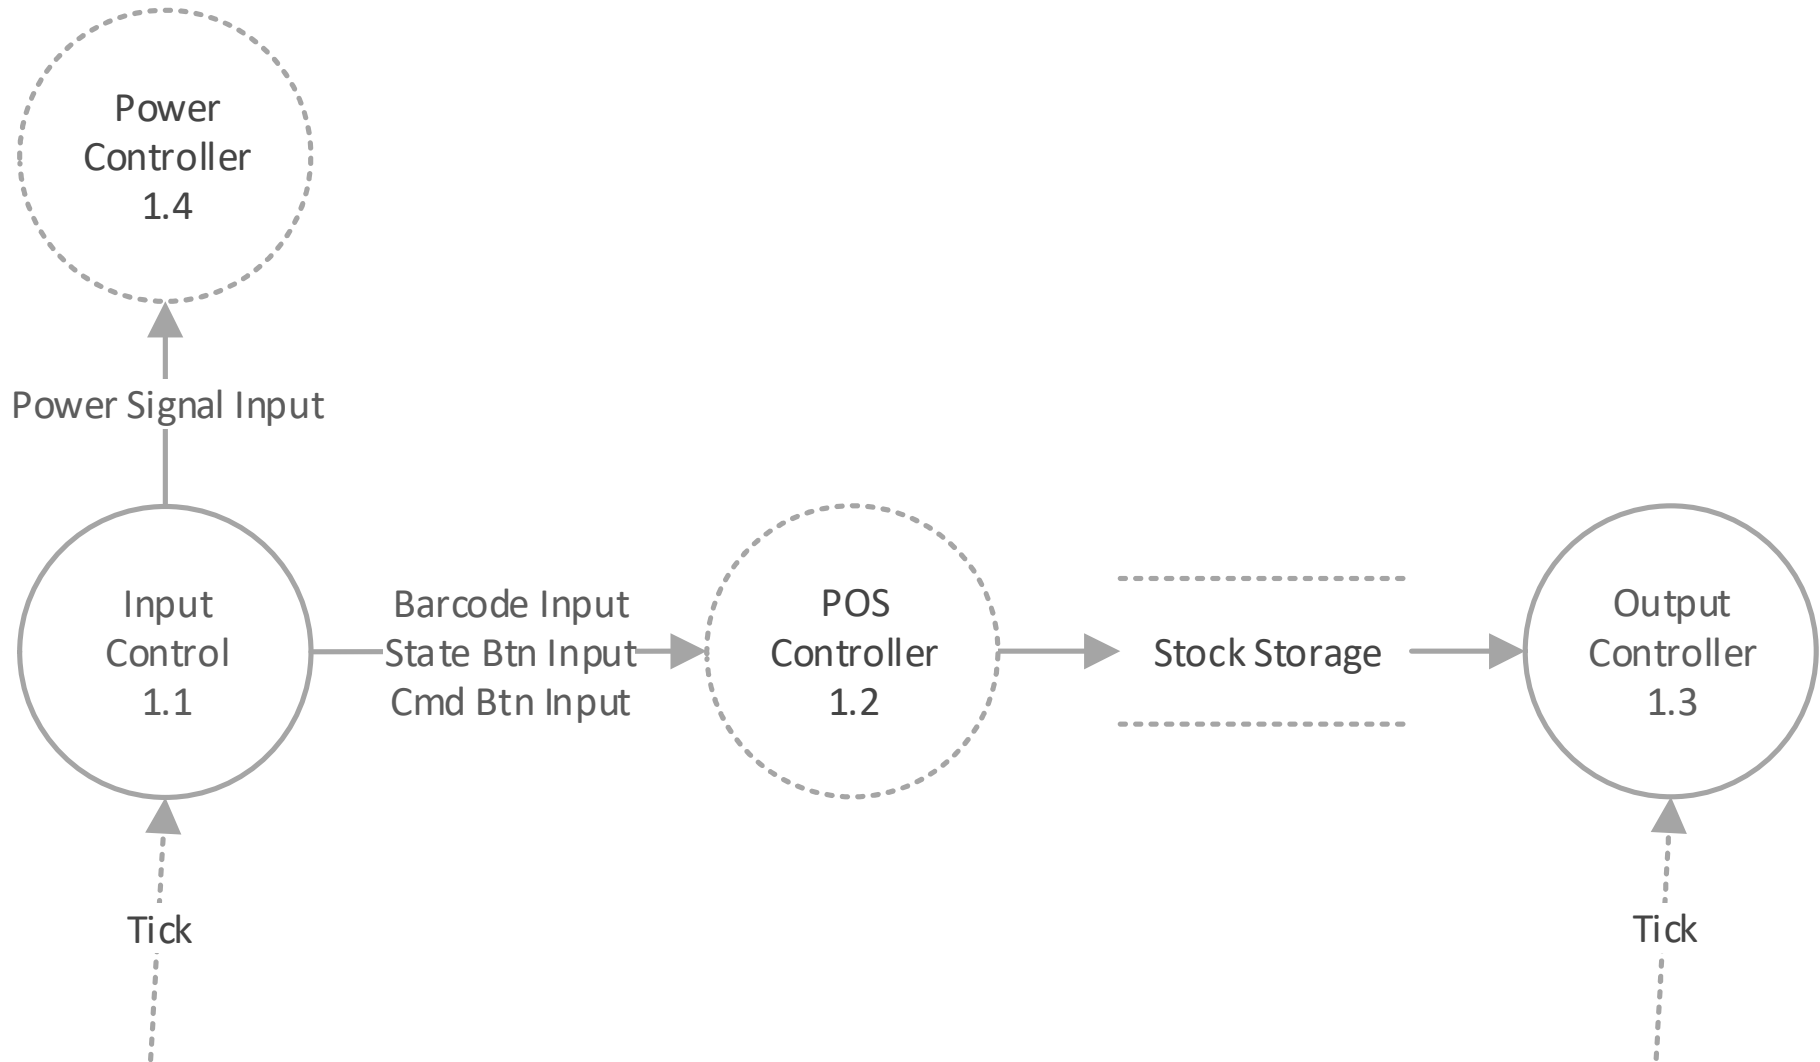 Power
Controller
1.4
Power Signal Input
Input
Control
1.1
Barcode Input
State Btn Input
Cmd Btn Input
POS
Controller
1.2
Stock Storage
Output
Controller
1.3
Tick
Tick